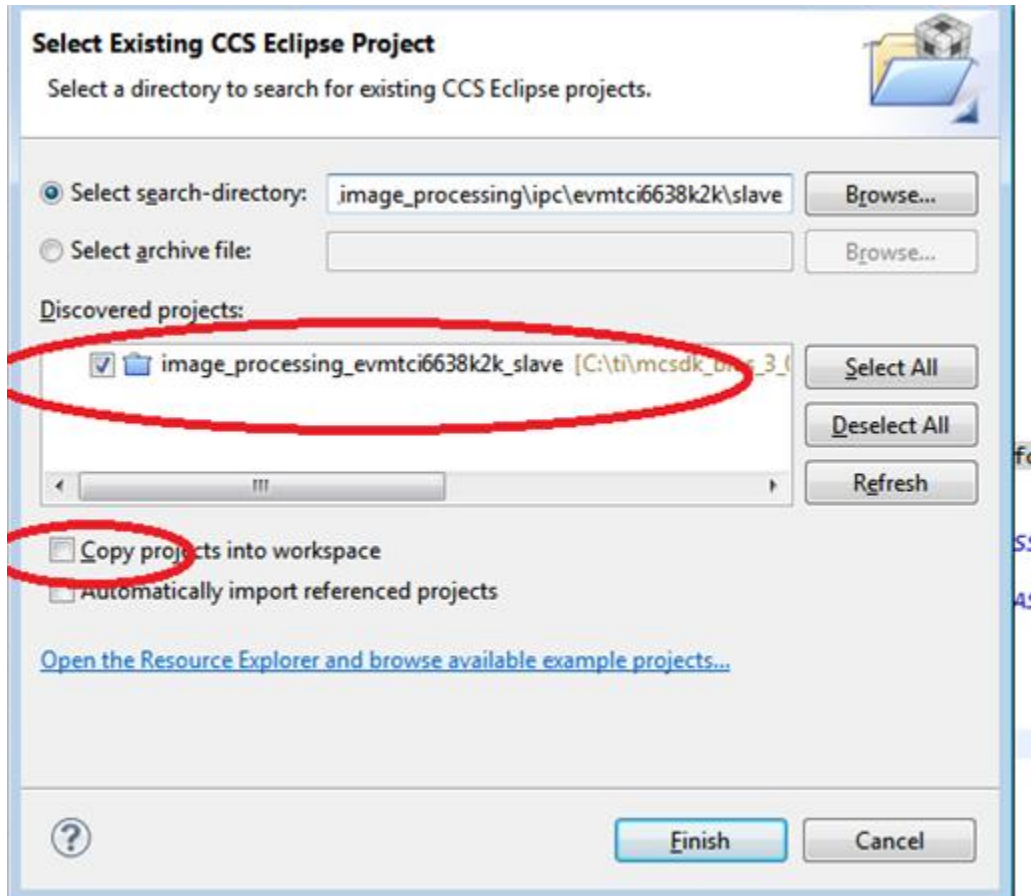 Select Existing CCS Eclipse Project
Select a directory to search for existing CCS Eclipse projects.
Select search-directory: image_processing\ipc\evmtci6638k2k\slave Browse...
Select archive file: Browse...
Discovered projects:
image_processing_evmtci6638k2k_slave [C:\ti\mcsdk_bios_3_0 Select All
Deselect All
Refresh
Copy projects into workspace
Automatically import referenced projects
Open the Resource Explorer and browse available example projects...
? Finish Cancel